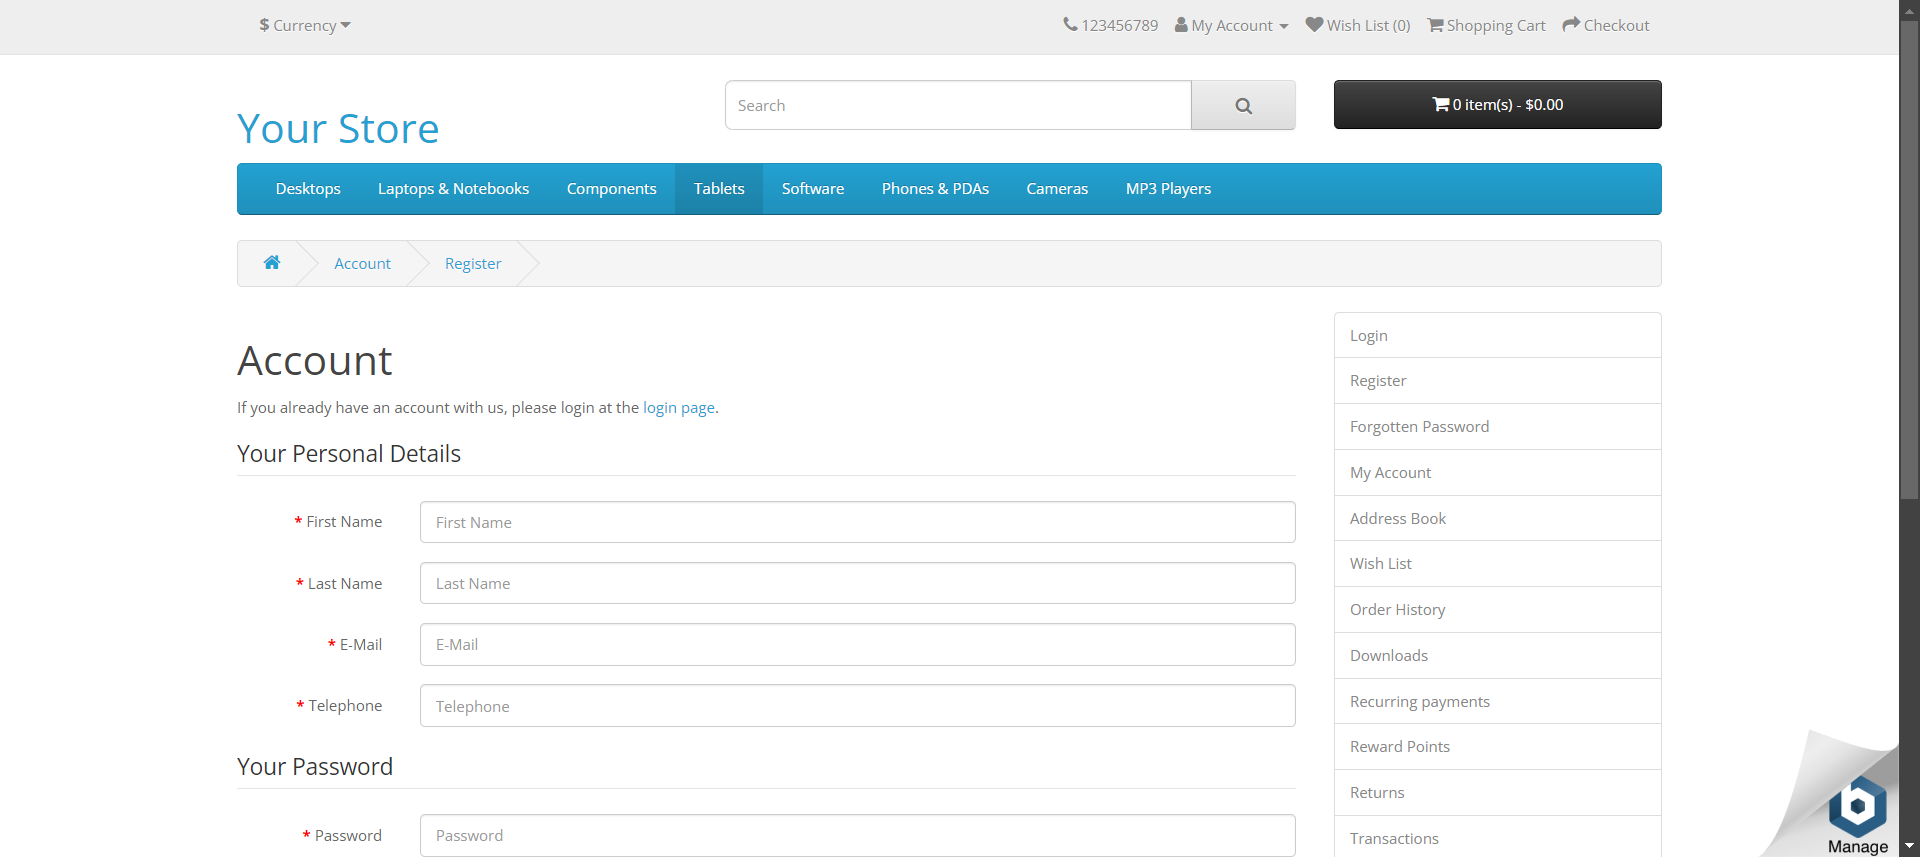 $ Currency
123456789 My Account Wish List (0) Shopping Cart Checkout
Your Store
Search
0 item(s) - $0.00
Desktops Laptops & Notebooks Components Tablets Software Phones & PDAs Cameras MP3 Players
Account Register
Account
If you already have an account with us, please login at the login page.
Your Personal Details
* First Name First Name
* Last Name Last Name
* E-Mail E-Mail
* Telephone Telephone
Your Password
* Password Password
Login
Register
Forgotten Password
My Account
Address Book
Wish List
Order History
Downloads
Recurring payments
Reward Points
Returns
Transactions
Manage